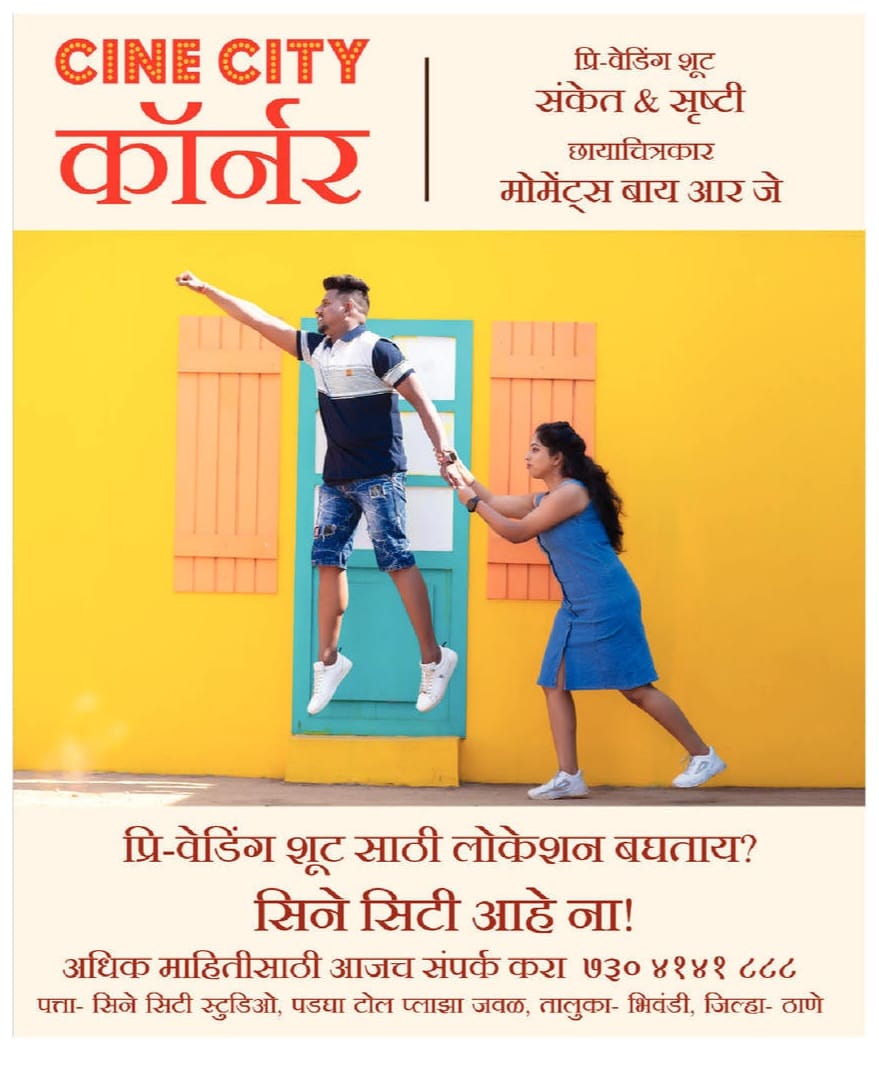 CINE CITY
कॉर्नर
प्रि-वेडिंग शूट
संकेत & सृष्टी
छायाचित्रकार
मोमेंट्स बाय आर जे
प्रि-वेडिंग शूट साठी लोकेशन बघताय?
सिने सिटी आहे ना!
अधिक माहितीसाठी आजच संपर्क करा ७३० ४१४१ ८८८
पत्ता- सिने सिटी स्टुडिओ, पडघा टोल प्लाझा जवळ, तालुका- भिवंडी, जिल्हा- ठाणे